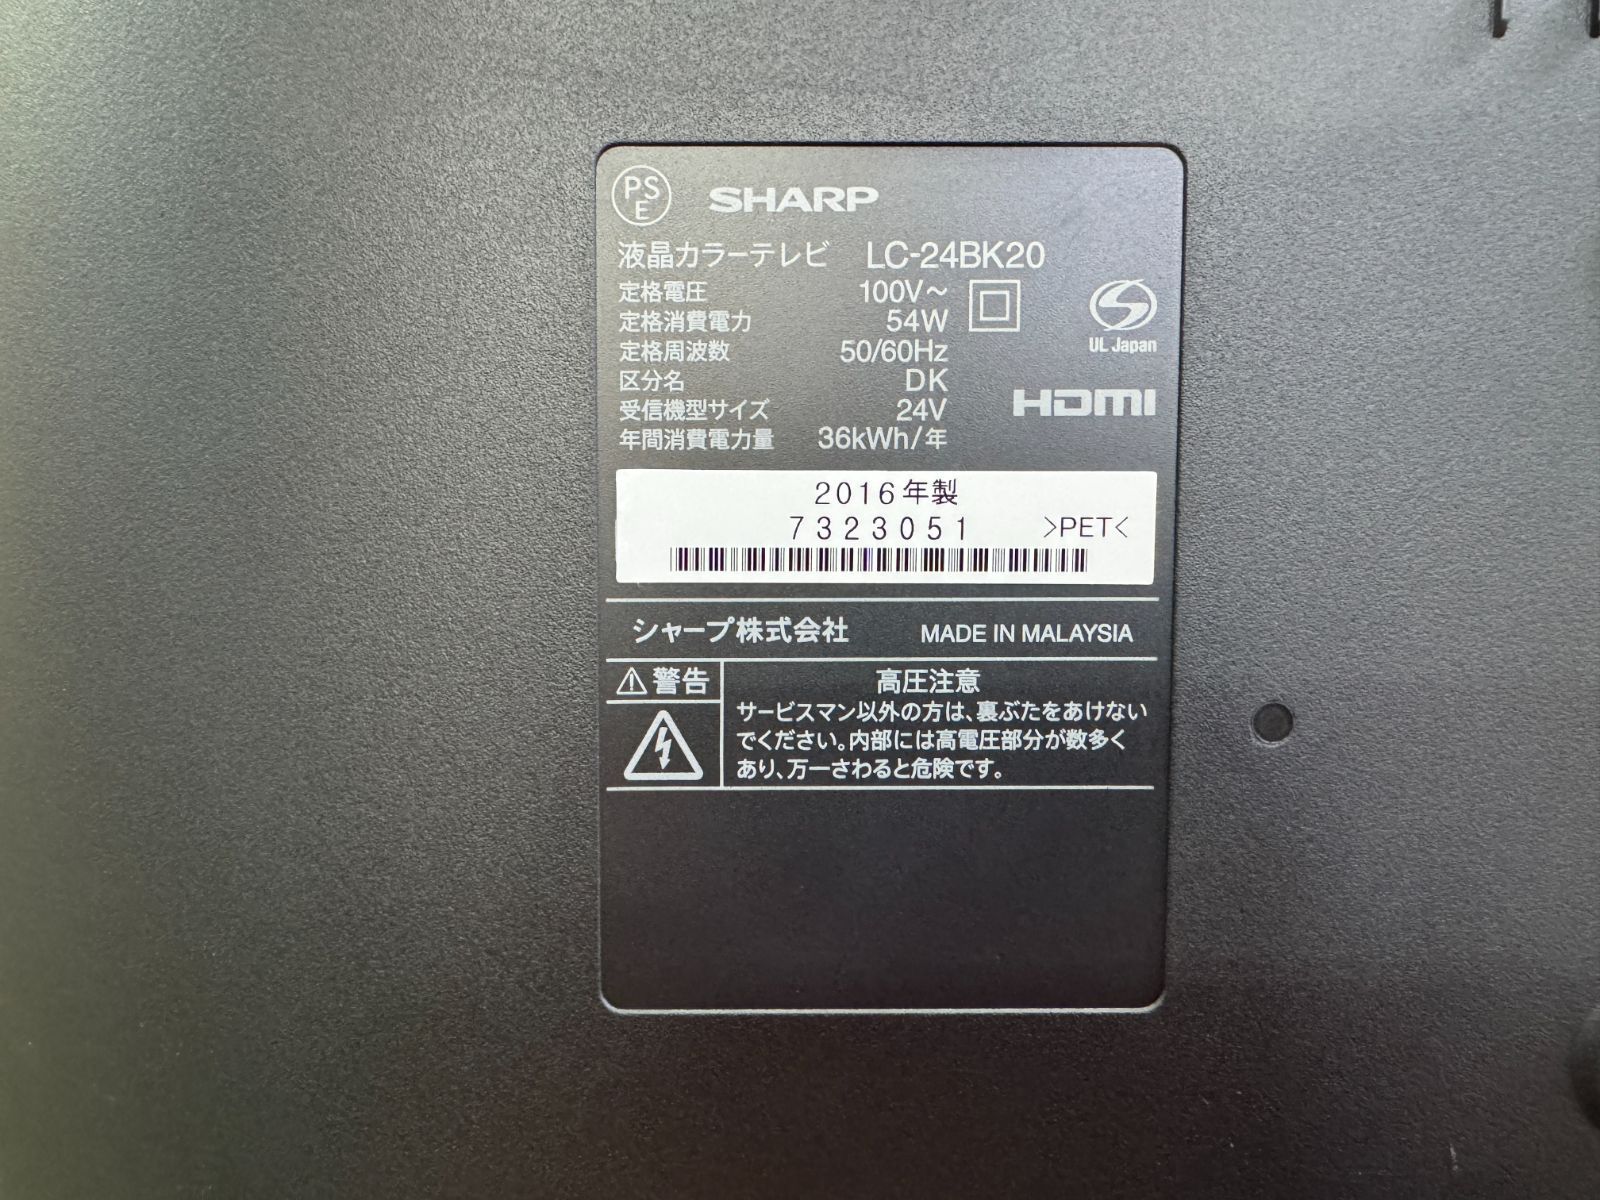 PSE SHARP
液晶カラーテレビ LC-24BK20
定格電圧 100V～
定格消費電力 54W
定格周波数 50/60Hz
区分名 DK
受信機型サイズ 24V
年間消費電力量 36kWh/年
UL Japan
HDMI
2016年製
7323051 >PET<
シャープ株式会社 MADE IN MALAYSIA
⚠警告
高圧注意
サービスマン以外の方は、裏ぶたをあけない
でください。内部には高電圧部分が数多く
あり、万一さわると危険です。